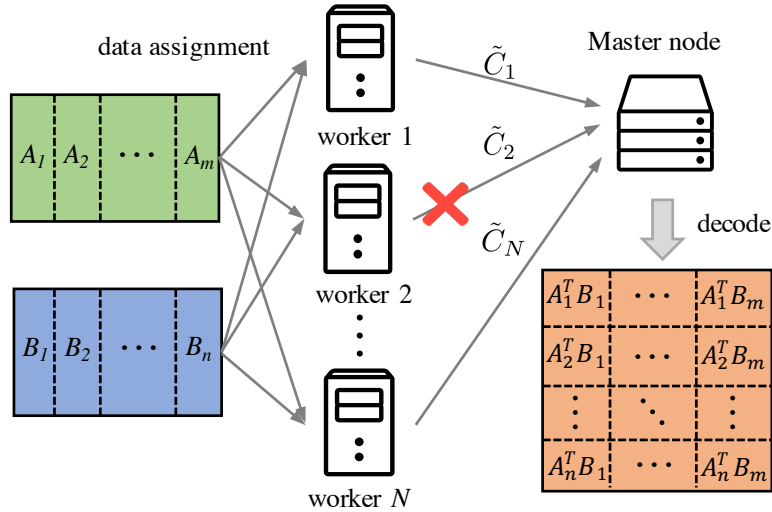 data assignment
Master node
C̃₁
worker 1
A₁ A₂ ··· Aₘ
C̃₂
decode
C̃_N
worker 2
B₁ B₂ ··· Bₙ
worker N
A₁ᵀB₁ ··· A₁ᵀBₘ
A₂ᵀB₁ ··· A₂ᵀBₘ
⋮ ⋱ ⋮
AₙᵀB₁ ··· AₙᵀBₘ